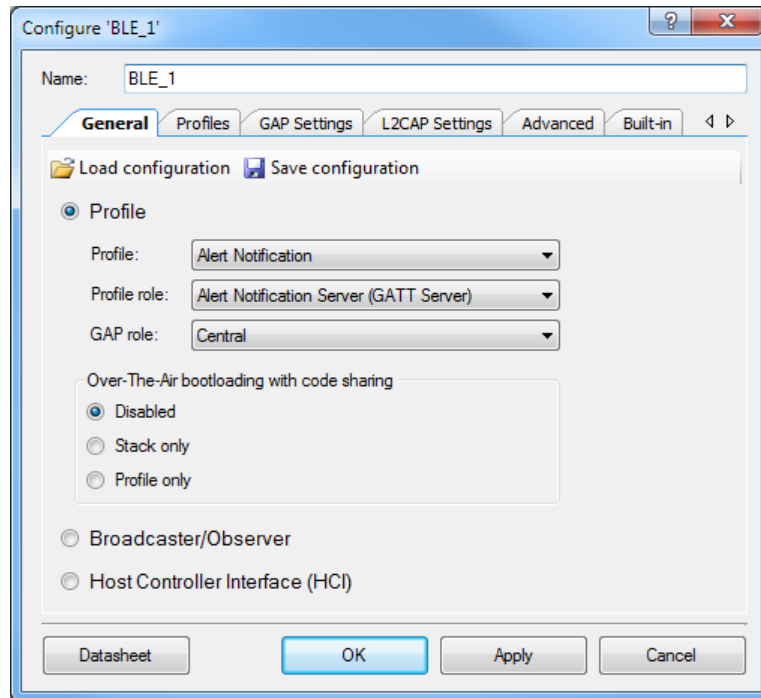 Configure 'BLE_1'
Name: BLE_1
General Profiles GAP Settings L2CAP Settings Advanced Built-in
Load configuration Save configuration
Profile
Profile: Alert Notification
Profile role: Alert Notification Server (GATT Server)
GAP role: Central
Over-The-Air bootloading with code sharing
Disabled
Stack only
Profile only
Broadcaster/Observer
Host Controller Interface (HCI)
Datasheet OK Apply Cancel